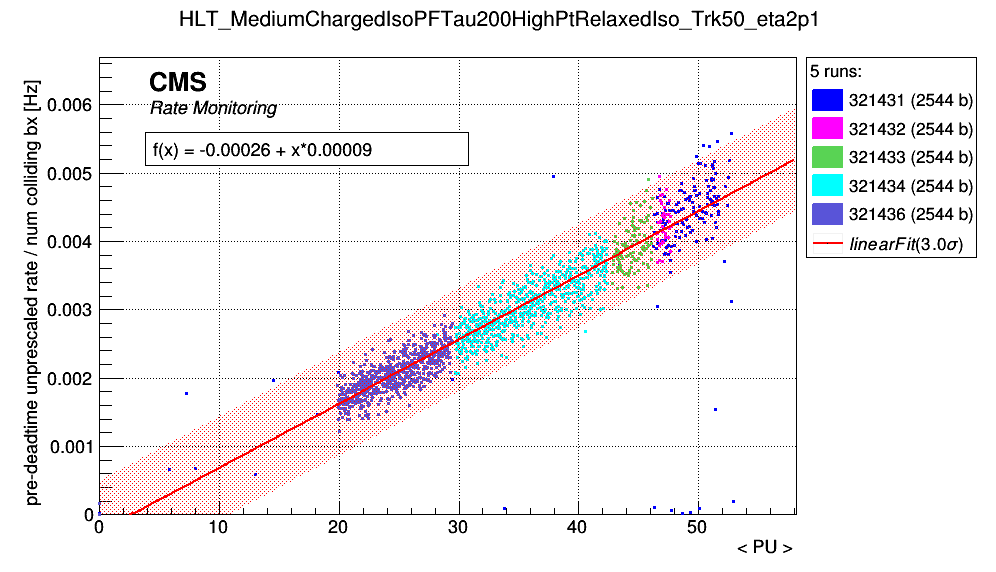 HLT_MediumChargedIsoPFTau200HighPtRelaxedIso_Trk50_eta2p1
pre-deadtime unprescaled rate / num colliding bx [Hz]
CMS
Rate Monitoring
f(x) = -0.00026 + x*0.00009
0.006
0.005
0.004
0.003
0.002
0.001
0
0 10 20 30 40 50
< PU >
5 runs:
321431 (2544 b)
321432 (2544 b)
321433 (2544 b)
321434 (2544 b)
321436 (2544 b)
linearFit(3.0σ)